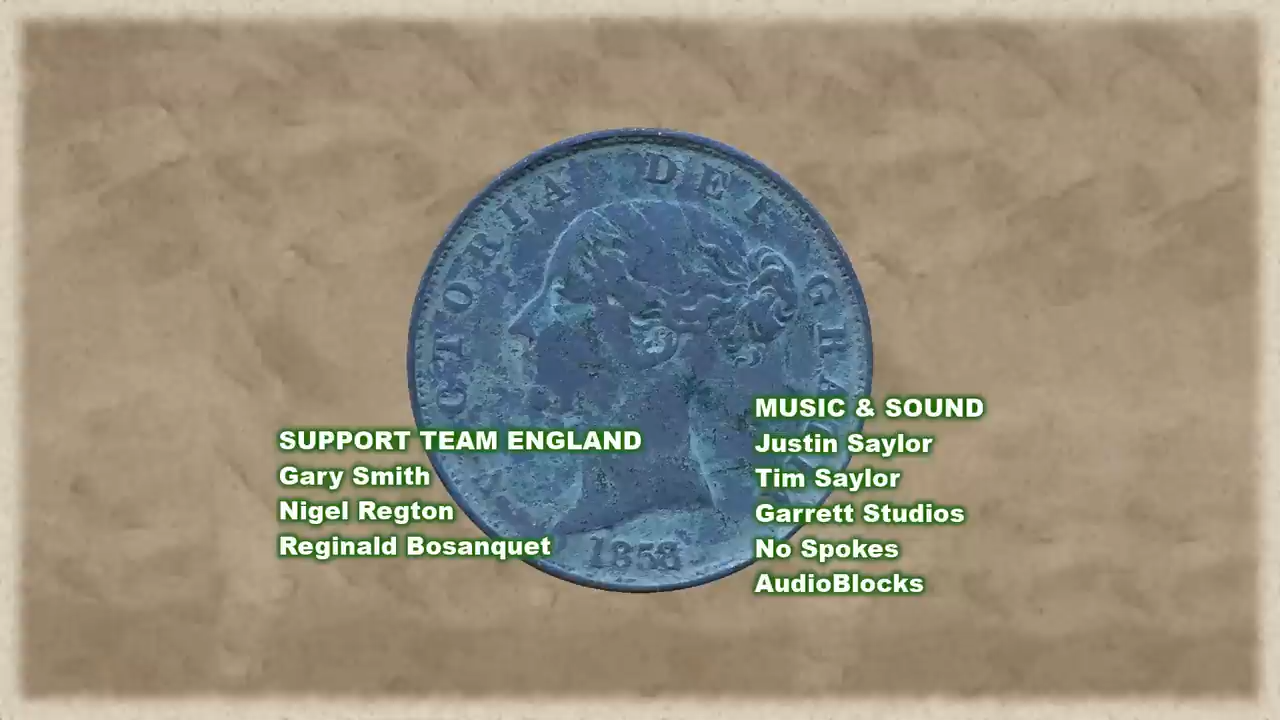 CTORIA DEI GRA
1858
SUPPORT TEAM ENGLAND
Gary Smith
Nigel Regton
Reginald Bosanquet
MUSIC & SOUND
Justin Saylor
Tim Saylor
Garrett Studios
No Spokes
AudioBlocks